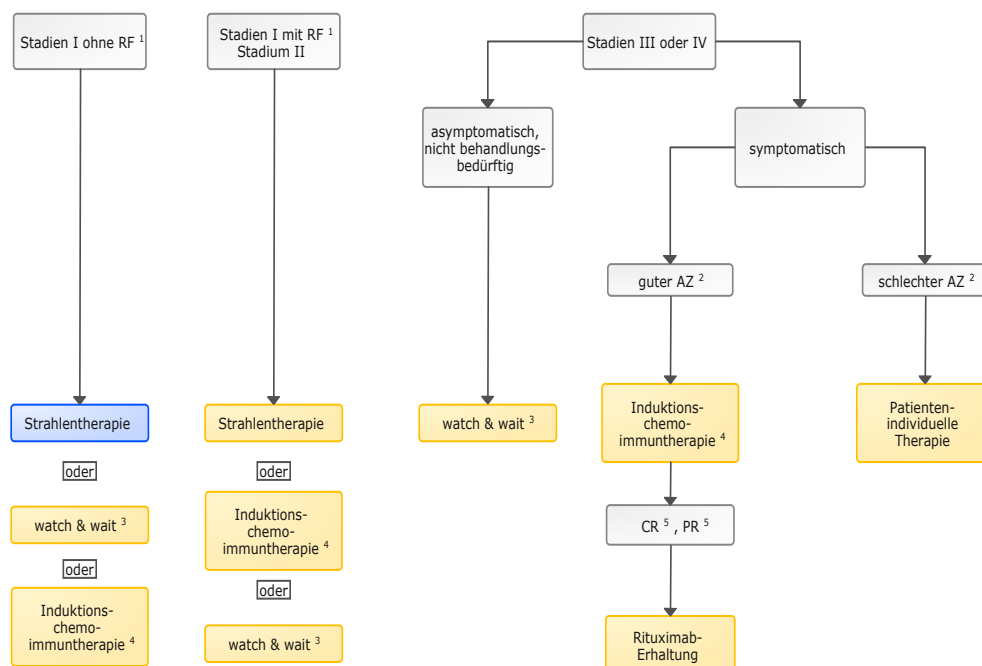 Stadien I ohne RF ¹
Stadien I mit RF ¹
Stadium II
Stadien III oder IV
asymptomatisch,
nicht behandlungs-
bedürftig
symptomatisch
guter AZ ²
schlechter AZ ²
Strahlentherapie
oder
watch & wait ³
oder
Induktions-
chemo-
immuntherapie ⁴
Strahlentherapie
oder
Induktions-
chemo-
immuntherapie ⁴
oder
watch & wait ³
watch & wait ³
Induktions-
chemo-
immuntherapie ⁴
CR ⁵ , PR ⁵
Rituximab-
Erhaltung
Patienten-
individuelle
Therapie